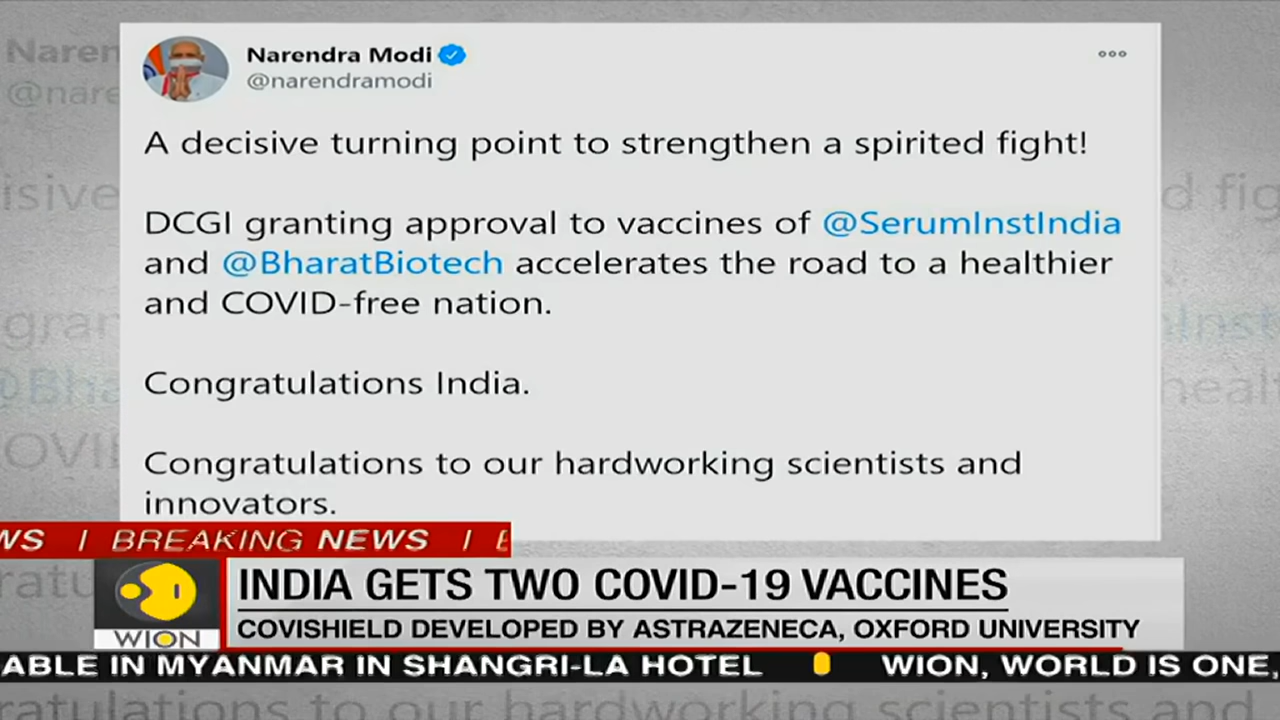 Narendra Modi
@narendramodi
A decisive turning point to strengthen a spirited fight!
DCGI granting approval to vaccines of @SerumInstIndia
and @BharatBiotech accelerates the road to a healthier
and COVID-free nation.
Congratulations India.
Congratulations to our hardworking scientists and
innovators.
WS / BREAKING NEWS /
INDIA GETS TWO COVID-19 VACCINES
COVISHIELD DEVELOPED BY ASTRAZENECA, OXFORD UNIVERSITY
WION
ABLE IN MYANMAR IN SHANGRI-LA HOTEL WION, WORLD IS ONE,